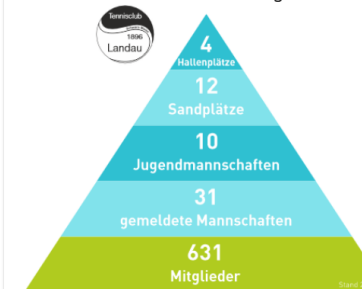 Tennisclub
1896
Landau
4
Hallenplätze
12
Sandplätze
10
Jugendmannschaften
31
gemeldete Mannschaften
631
Mitglieder
Stand